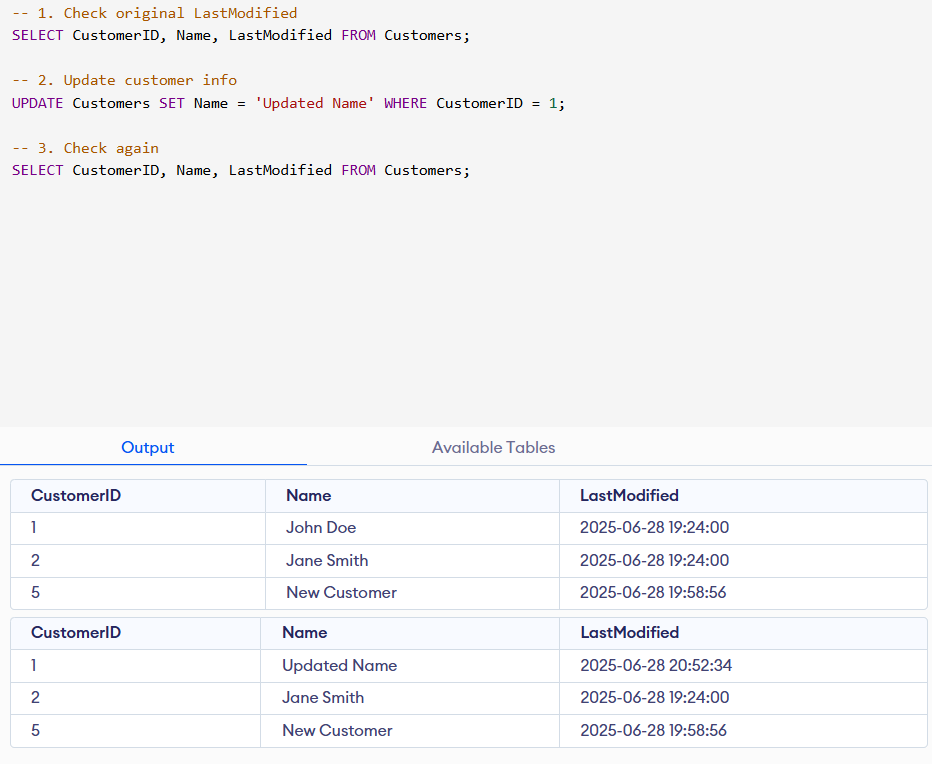 -- 1. Check original LastModified
SELECT CustomerID, Name, LastModified FROM Customers;
-- 2. Update customer info
UPDATE Customers SET Name = 'Updated Name' WHERE CustomerID = 1;
-- 3. Check again
SELECT CustomerID, Name, LastModified FROM Customers;
Output Available Tables
CustomerID Name LastModified
1 John Doe 2025-06-28 19:24:00
2 Jane Smith 2025-06-28 19:24:00
5 New Customer 2025-06-28 19:58:56
CustomerID Name LastModified
1 Updated Name 2025-06-28 20:52:34
2 Jane Smith 2025-06-28 19:24:00
5 New Customer 2025-06-28 19:58:56